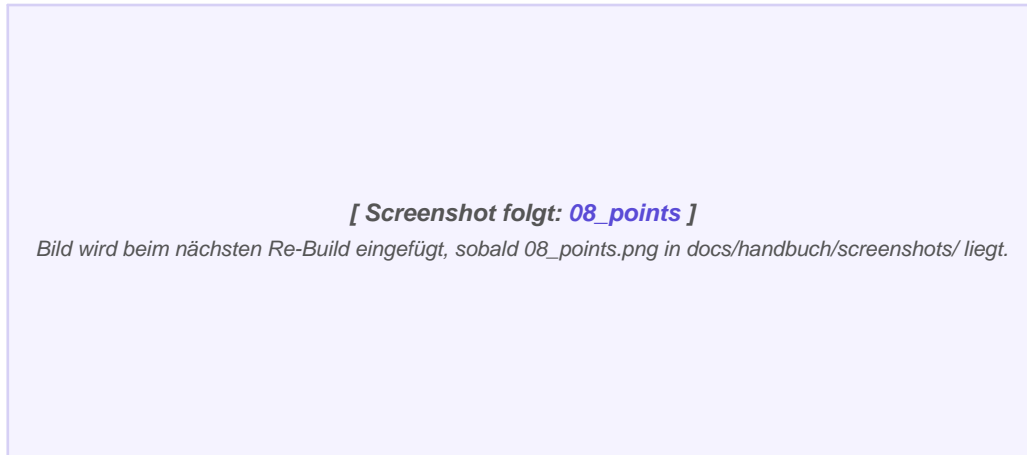 [ Screenshot folgt: 08_points ]
Bild wird beim nächsten Re-Build eingefügt, sobald 08_points.png in docs/handbuch/screenshots/ liegt.